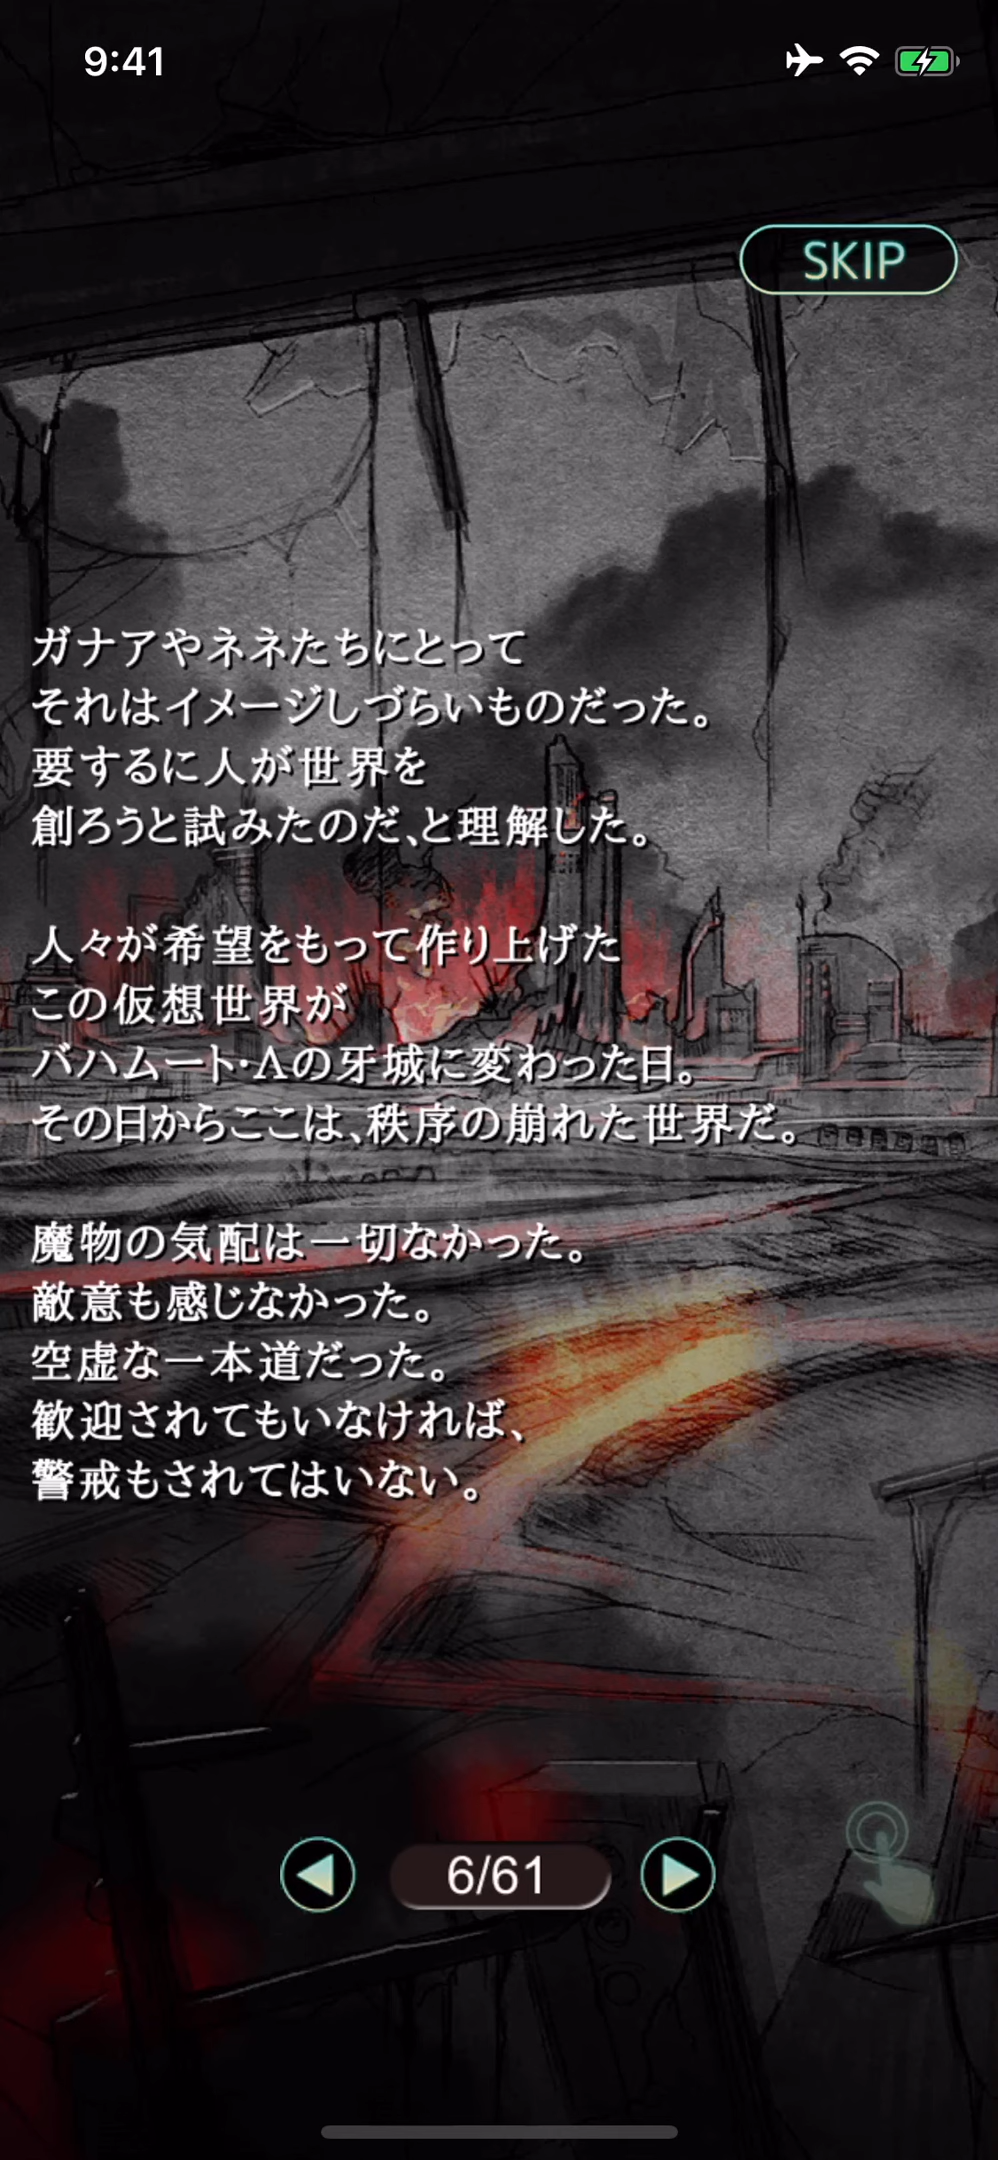 9:41
SKIP
ガナアやネネたちにとって
それはイメージしづらいものだった。
要するに人が世界を
創ろうと試みたのだ、と理解した。
人々が希望をもって作り上げた
この仮想世界が
バハムート・Λの牙城に変わった日。
その日からここは、秩序の崩れた世界だ。
魔物の気配は一切なかった。
敵意も感じなかった。
空虚な一本道だった。
歓迎されてもいなければ、
警戒もされてはいない。
6/61